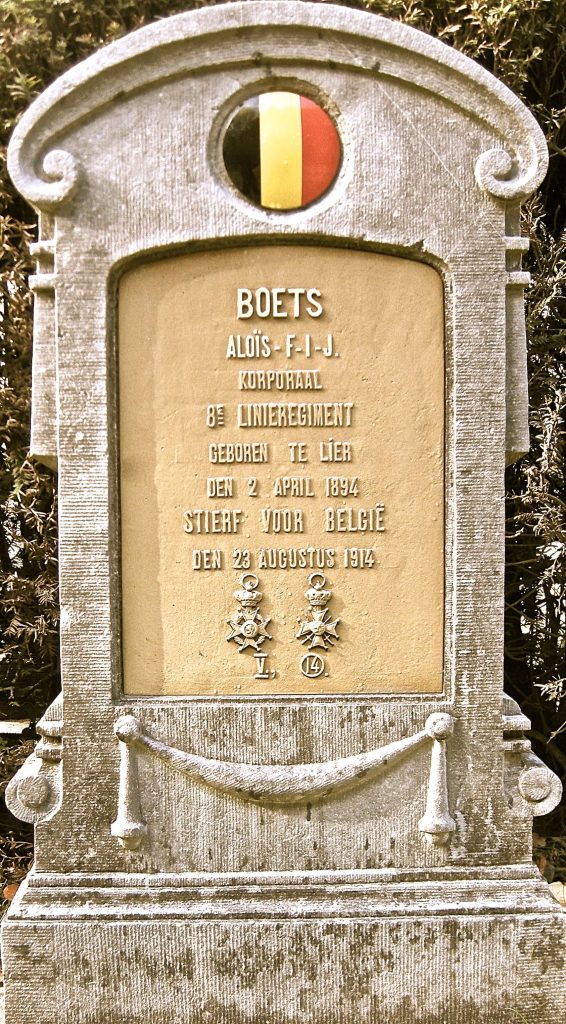 BOETS
ALOÏS-F-I-J.
KORPORAAL
8STE LINIEREGIMENT
GEBOREN TE LIER
DEN 2 APRIL 1894
STIERF VOOR BELGIË
DEN 23 AUGUSTUS 1914
V, 14